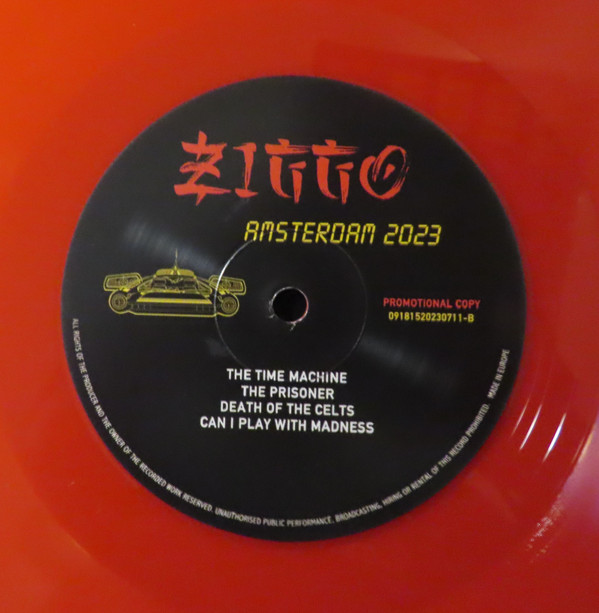 ZIGGO
AMSTERDAM 2023
PROMOTIONAL COPY
09181520230711-B
THE TIME MACHINE
THE PRISONER
DEATH OF THE CELTS
CAN I PLAY WITH MADNESS
ALL RIGHTS OF THE PRODUCER AND THE OWNER OF THE RECORDED WORK RESERVED. UNAUTHORISED PUBLIC PERFORMANCE, BROADCASTING, HIRING OR RENTAL OF THIS RECORD PROHIBITED MADE IN EUROPE